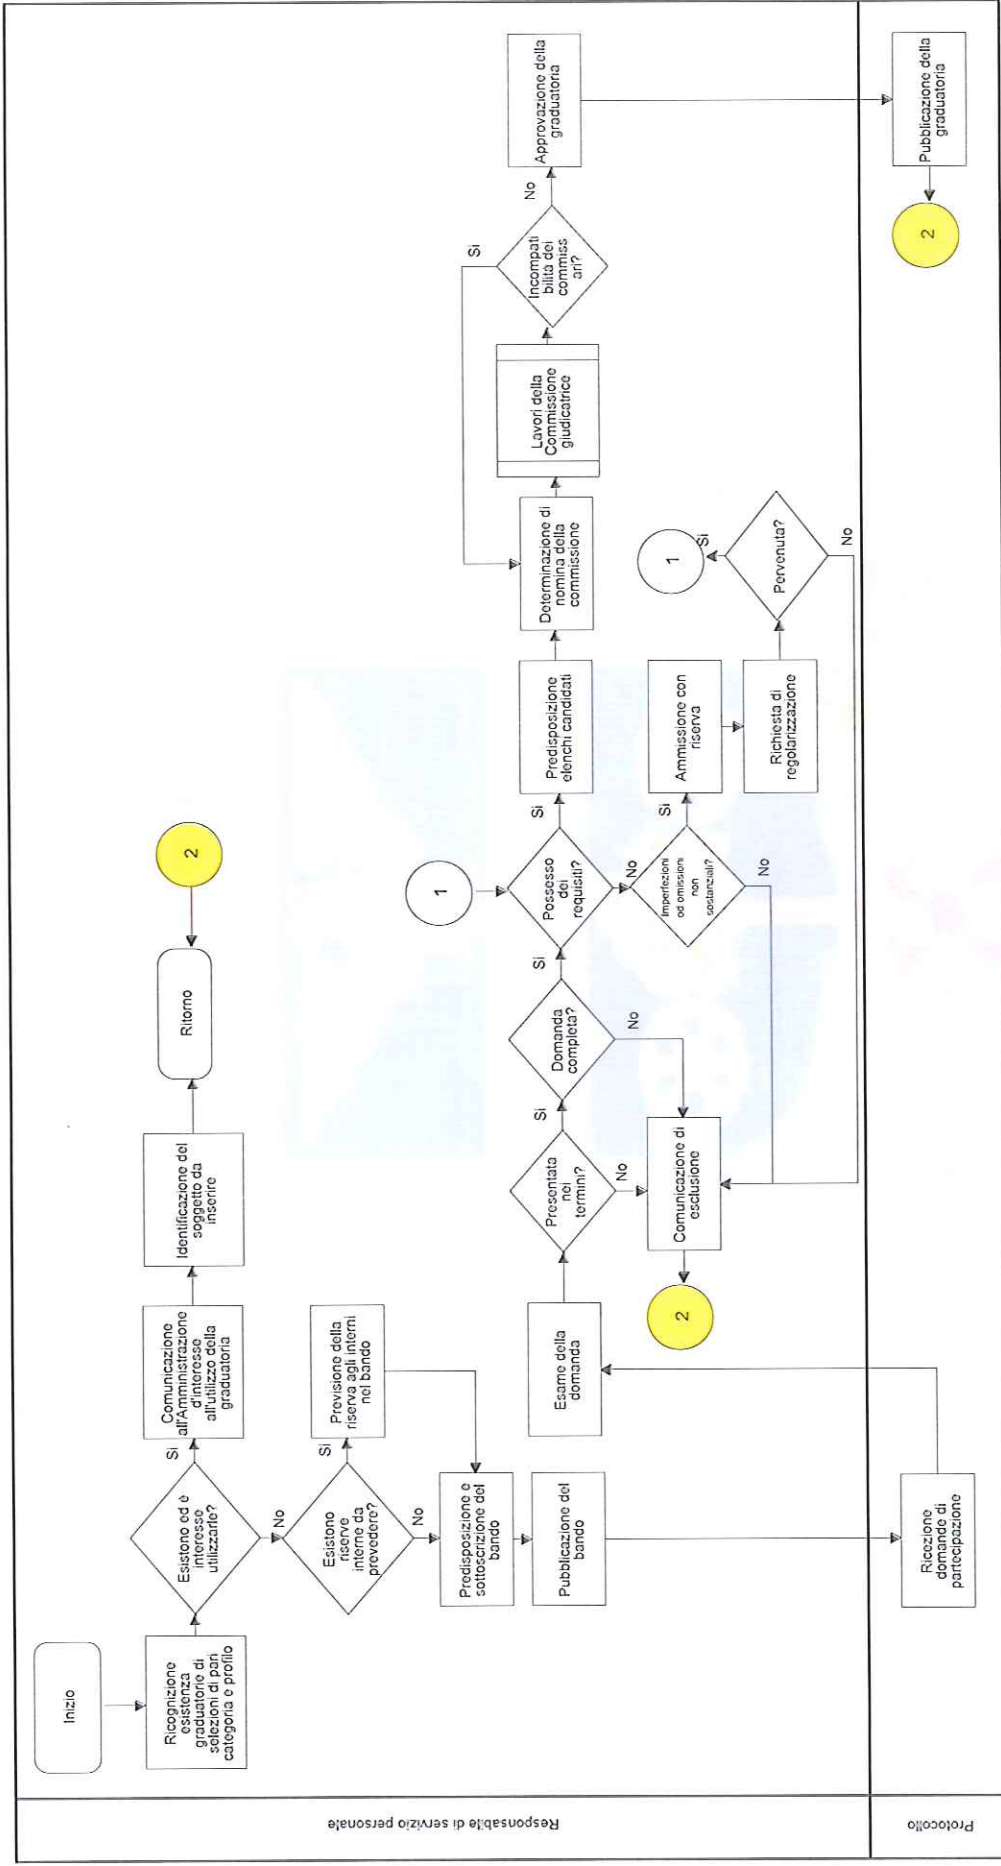 Responsabile di servizio personale
Inizio
Ricognizione
esistenza
graduatorie di
selezioni di pari
categoria e profilo
Esistono ed è
interesse
utilizzarle?
Si
Comunicazione
all'Amministrazione
d'interesse
all'utilizzo della
graduatoria
Identificazione del
soggetto da
inserire
Ritorno
2
No
Esistono
riserve
interne da
prevedere?
Si
Previsione della
riserva agli interni
nel bando
No
Predisposizione e
sottoscrizione del
bando
Pubblicazione del
bando
Esame della
domanda
Presentata
nei
termini?
Si
Domanda
completa?
Si
1
Possesso
dei
requisiti?
Si
Predisposizione
elenchi candidati
Determinazione di
nomina della
commissione
Lavori della
Commissione
giudicatrice
Incompati
bilità dei
commiss
ari?
Si
No
Approvazione della
graduatoria
No
Comunicazione di
esclusione
2
No
No
Imperfezioni
od omissioni
non
sostanziali?
Si
Ammissione con
riserva
No
Richiesta di
regolarizzazione
Pervenuta?
Si
1
No
Protocollo
Ricezione
domande di
partecipazione
Pubblicazione della
graduatoria
2